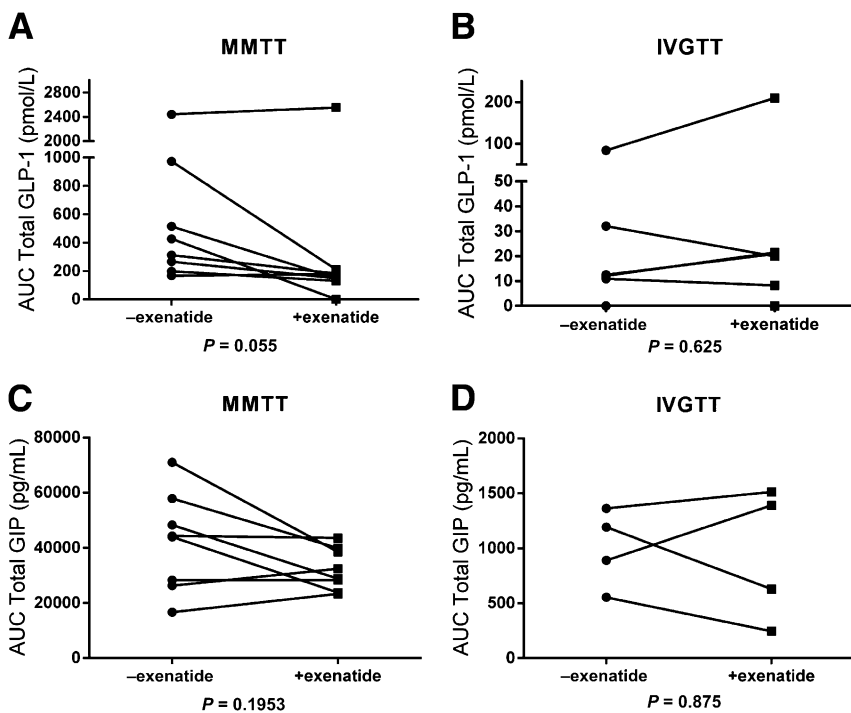 A
MMTT
AUC Total GLP-1 (pmol/L)
2800
2400
2000
1000
800
600
400
200
0
–exenatide
+exenatide
P = 0.055
B
IVGTT
AUC Total GLP-1 (pmol/L)
200
100
50
40
30
20
10
0
–exenatide
+exenatide
P = 0.625
C
MMTT
AUC Total GIP (pg/mL)
80000
60000
40000
20000
0
–exenatide
+exenatide
P = 0.1953
D
IVGTT
AUC Total GIP (pg/mL)
2000
1500
1000
500
0
–exenatide
+exenatide
P = 0.875